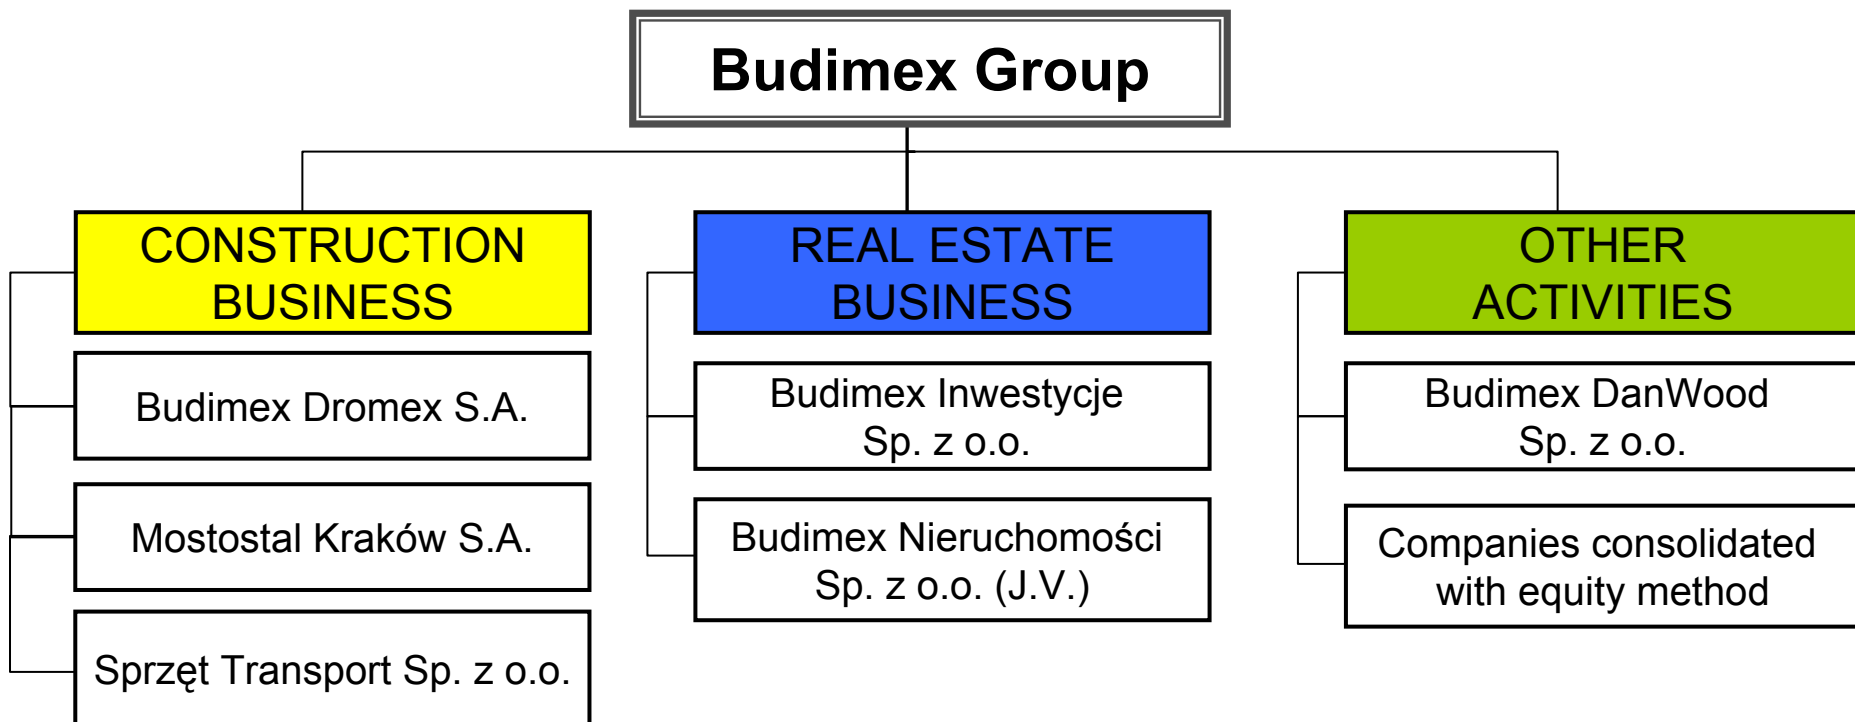 Budimex Group
CONSTRUCTION
BUSINESS
Budimex Dromex S.A.
Mostostal Kraków S.A.
Sprzęt Transport Sp. z o.o.
REAL ESTATE
BUSINESS
Budimex Inwestycje
Sp. z o.o.
Budimex Nieruchomości
Sp. z o.o. (J.V.)
OTHER
ACTIVITIES
Budimex DanWood
Sp. z o.o.
Companies consolidated
with equity method